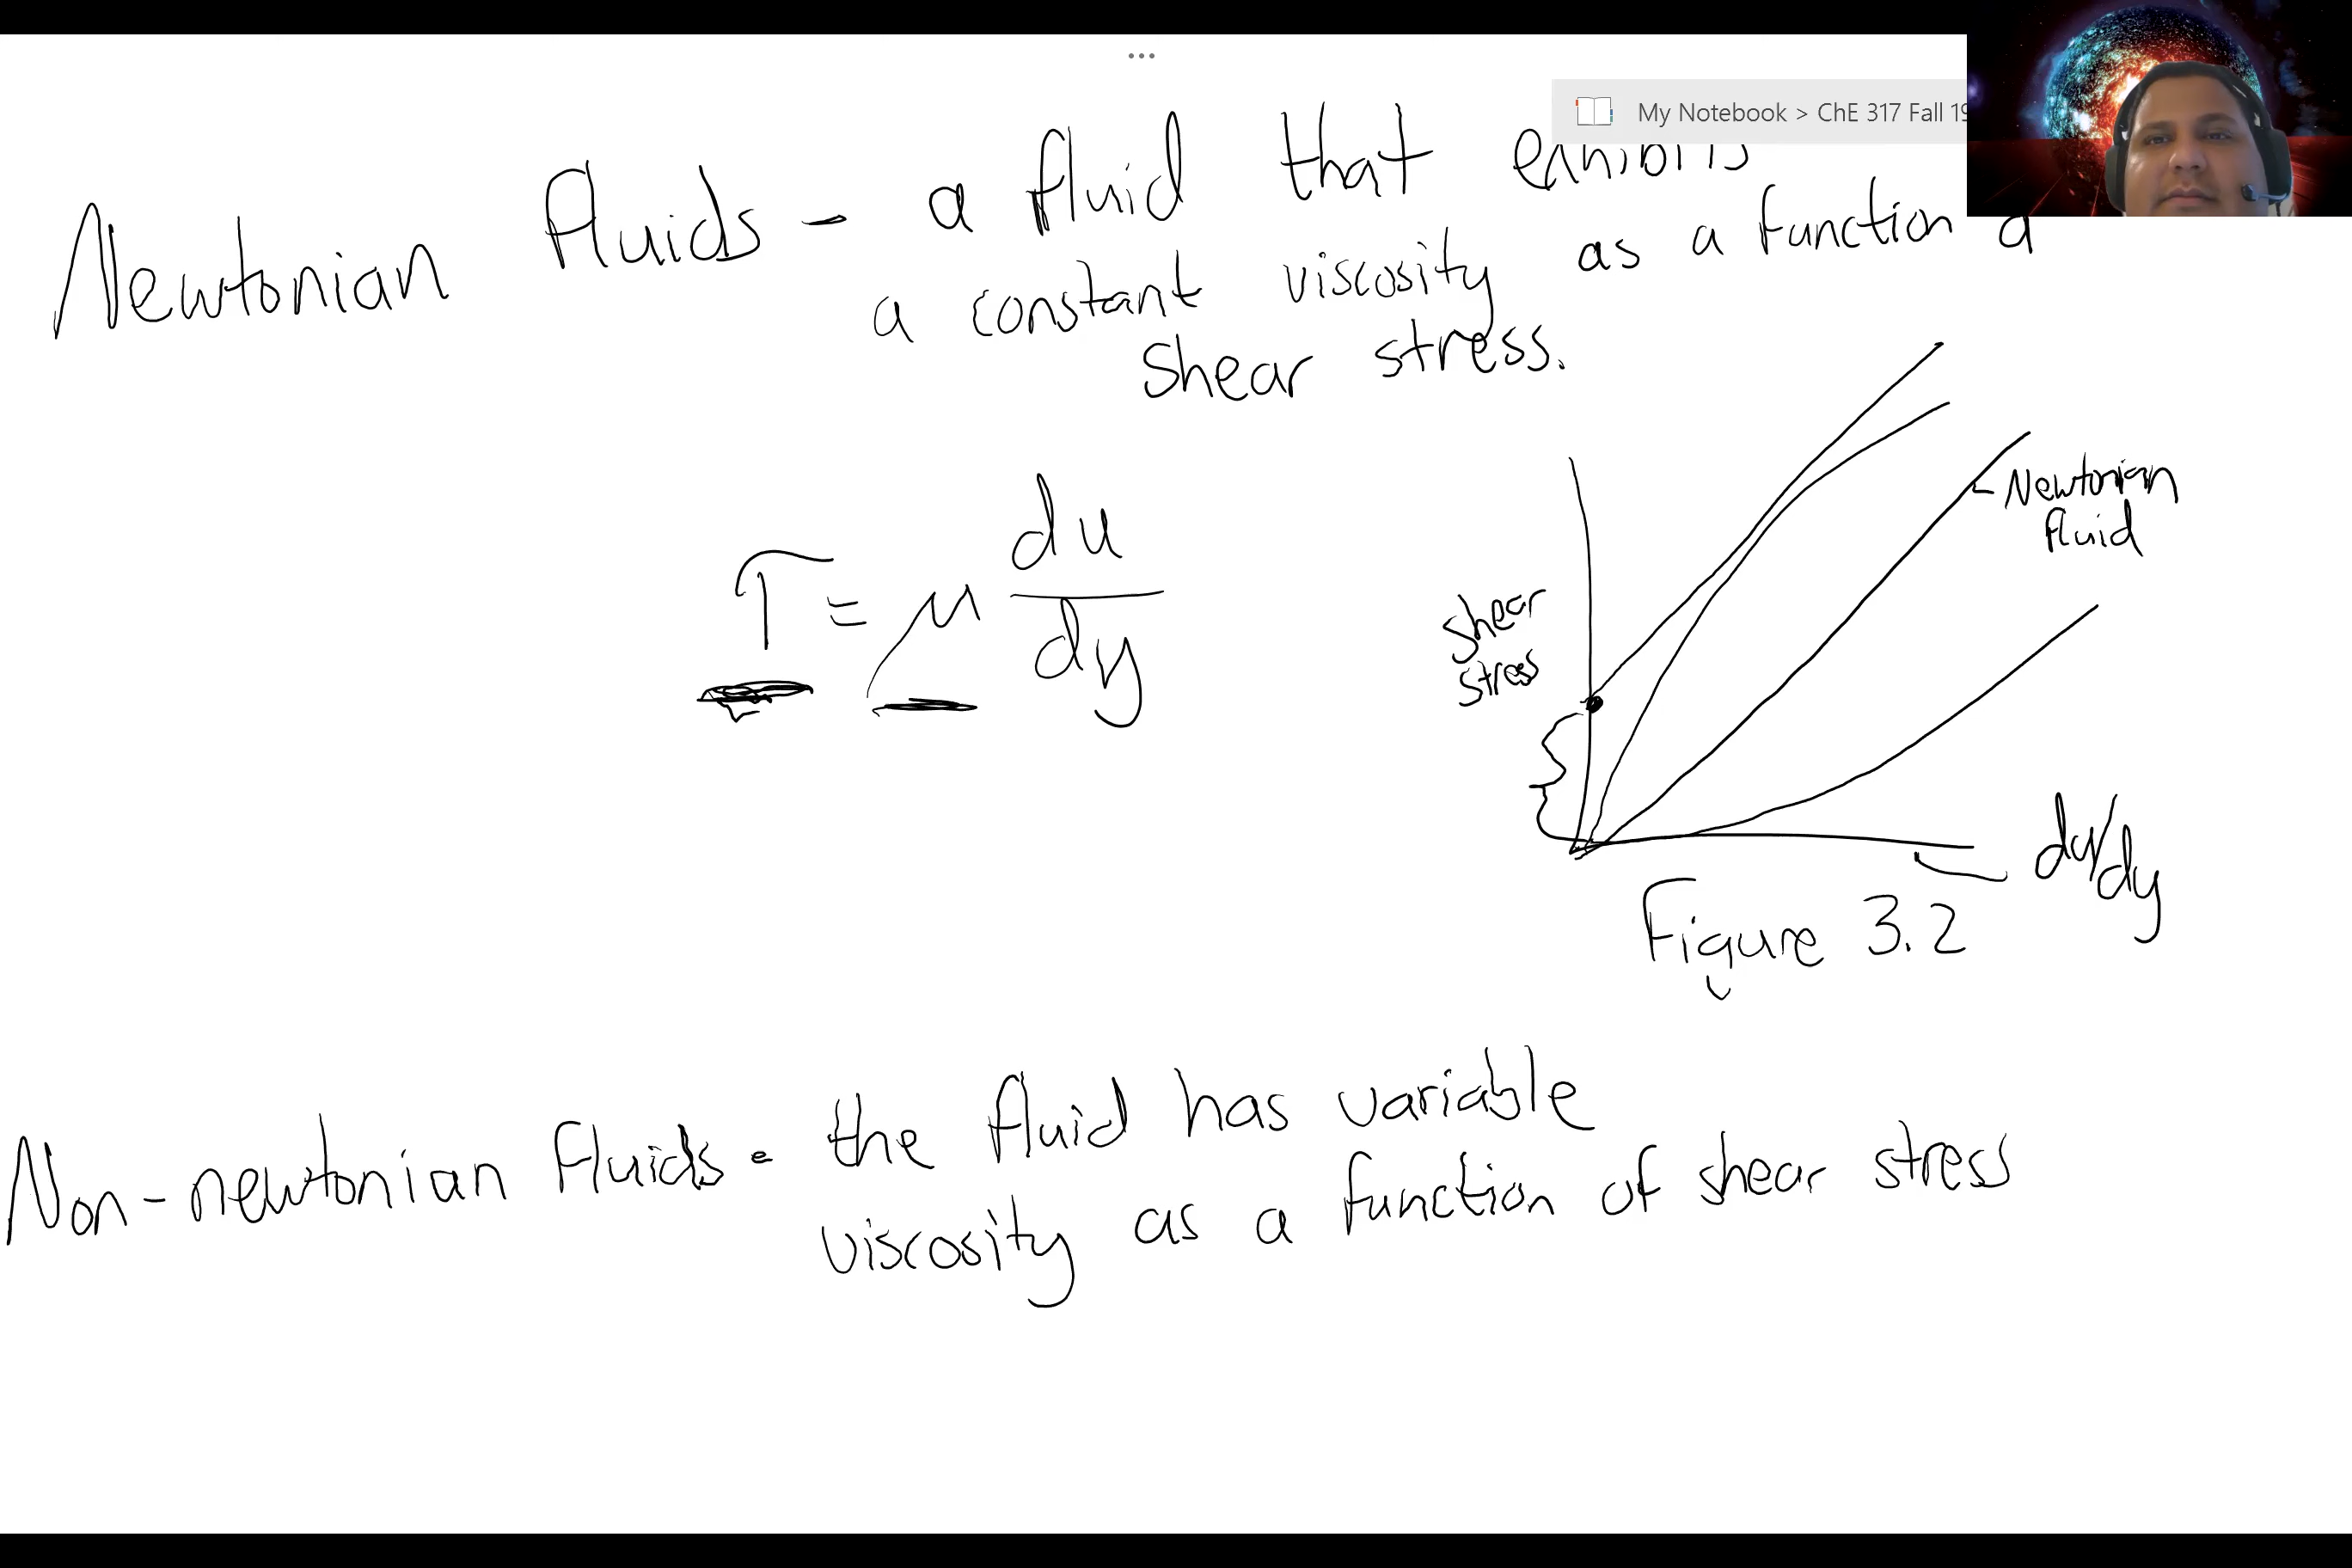 My Notebook > ChE 317 Fall 19
Newtonian Fluids - a fluid that exhibits
a constant viscosity as a function
shear stress.
τ = μ du/dy
shear
stress
Newtonian
fluid
du/dy
Figure 3.2
Non-newtonian Fluids - the fluid has variable
viscosity as a function of shear stress